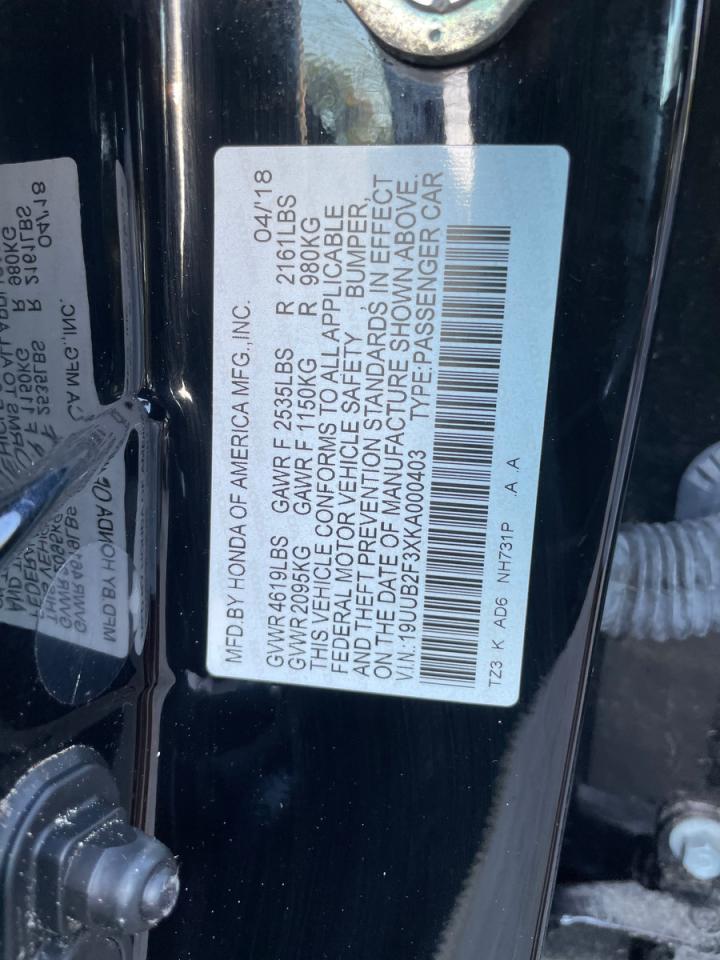 MFD.BY HONDA OF AMERICA MFG.,INC. 04/'18
GVWR 4619LBS GAWR F 2535LBS R 2161LBS
GVWR 2095KG GAWR F 1150KG R 980KG
THIS VEHICLE CONFORMS TO ALL APPLICABLE
FEDERAL MOTOR VEHICLE SAFETY, BUMPER,
AND THEFT PREVENTION STANDARDS IN EFFECT
ON THE DATE OF MANUFACTURE SHOWN ABOVE.
V.I.N.:19UUB2F3XKA000403 TYPE:PASSENGER CAR
TZ3 K AD6 NH731P .A .A